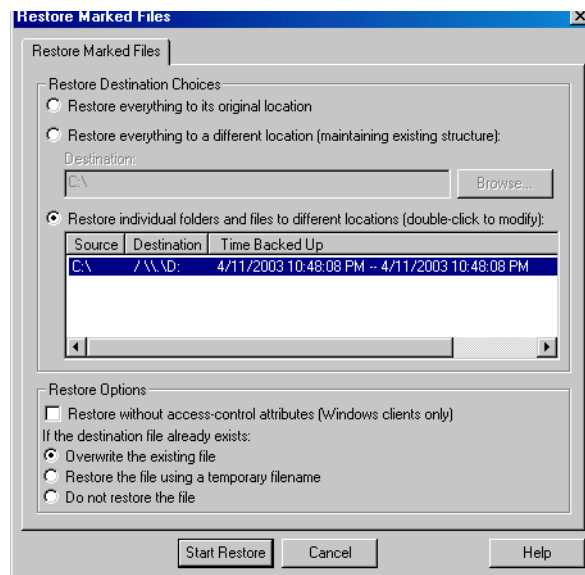 Restore Marked Files
Restore Marked Files
Restore Destination Choices
Restore everything to its original location
Restore everything to a different location (maintaining existing structure):
Destination:
C:\
Browse...
Restore individual folders and files to different locations (double-click to modify):
Source Destination Time Backed Up
C:\ / \\.\D: 4/11/2003 10:48:08 PM -- 4/11/2003 10:48:08 PM
Restore Options
Restore without access-control attributes (Windows clients only)
If the destination file already exists:
Overwrite the existing file
Restore the file using a temporary filename
Do not restore the file
Start Restore Cancel Help